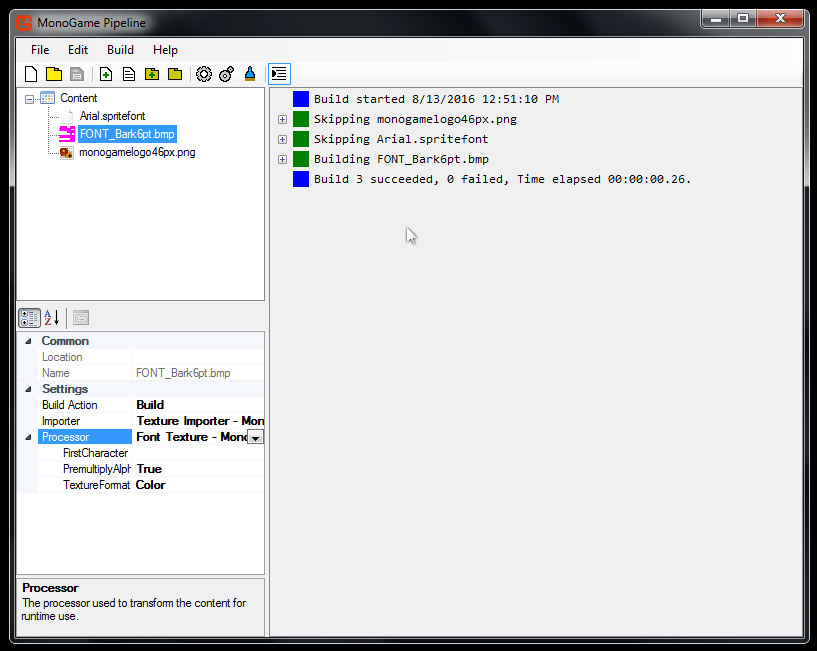 MonoGame Pipeline
File Edit Build Help
Content
Arial.spritefont
FONT_Bark6pt.bmp
monogamelogo46px.png
Build started 8/13/2016 12:51:10 PM
Skipping monogamelogo46px.png
Skipping Arial.spritefont
Building FONT_Bark6pt.bmp
Build 3 succeeded, 0 failed, Time elapsed 00:00:00.26.
Common
Location
Name FONT_Bark6pt.bmp
Settings
Build Action Build
Importer Texture Importer - Mon
Processor Font Texture - Mono
FirstCharacter
PremultiplyAlph True
TextureFormat Color
Processor
The processor used to transform the content for
runtime use.